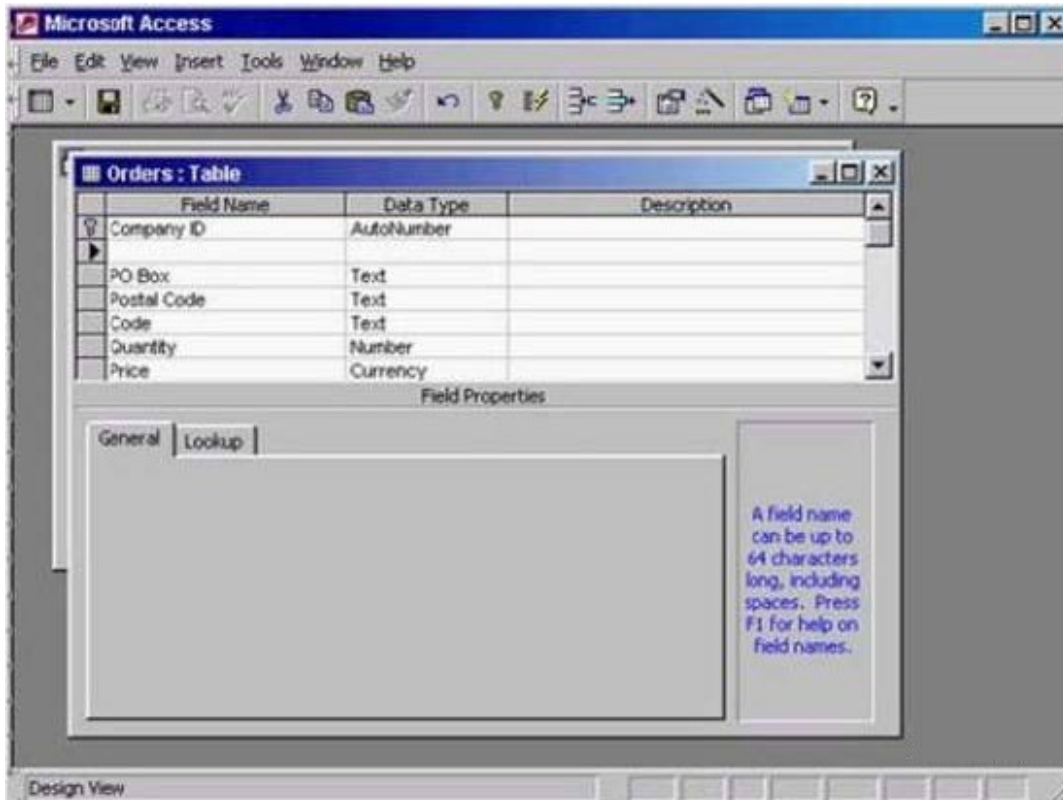 Microsoft Access
File Edit View Insert Tools Window Help
Orders : Table
Field Name Data Type Description
Company ID AutoNumber
PO Box Text
Postal Code Text
Code Text
Quantity Number
Price Currency
Field Properties
General Lookup
A field name
can be up to
64 characters
long, including
spaces. Press
F1 for help on
field names.
Design View